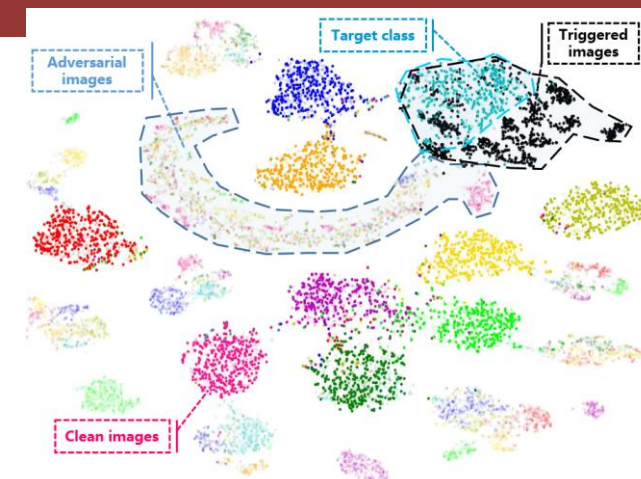 Target class
Triggered
images
Adversarial
images
Clean images